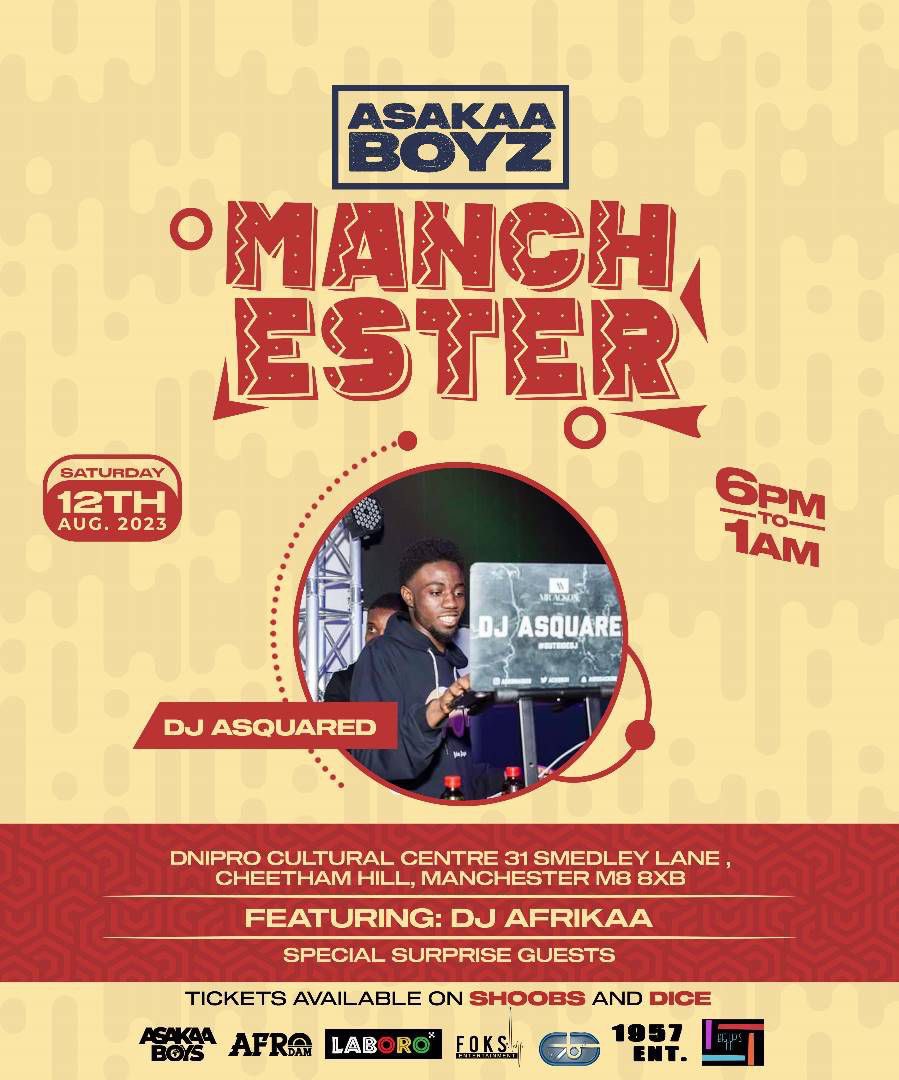 ASAKAA
BOYZ
MANCH
ESTER
SATURDAY
12TH
AUG. 2023
6PM
TO
1AM
DJ ASQUARE
DJ ASQUARED
DNIPRO CULTURAL CENTRE 31 SMEDLEY LANE ,
CHEETHAM HILL, MANCHESTER M8 8XB
FEATURING: DJ AFRIKAA
SPECIAL SURPRISE GUESTS
TICKETS AVAILABLE ON SHOOBS AND DICE
ASAKAA
BOYS
AFRO
DAM
LABORO
FOKS
ENTERTAINMENT
1957
ENT.